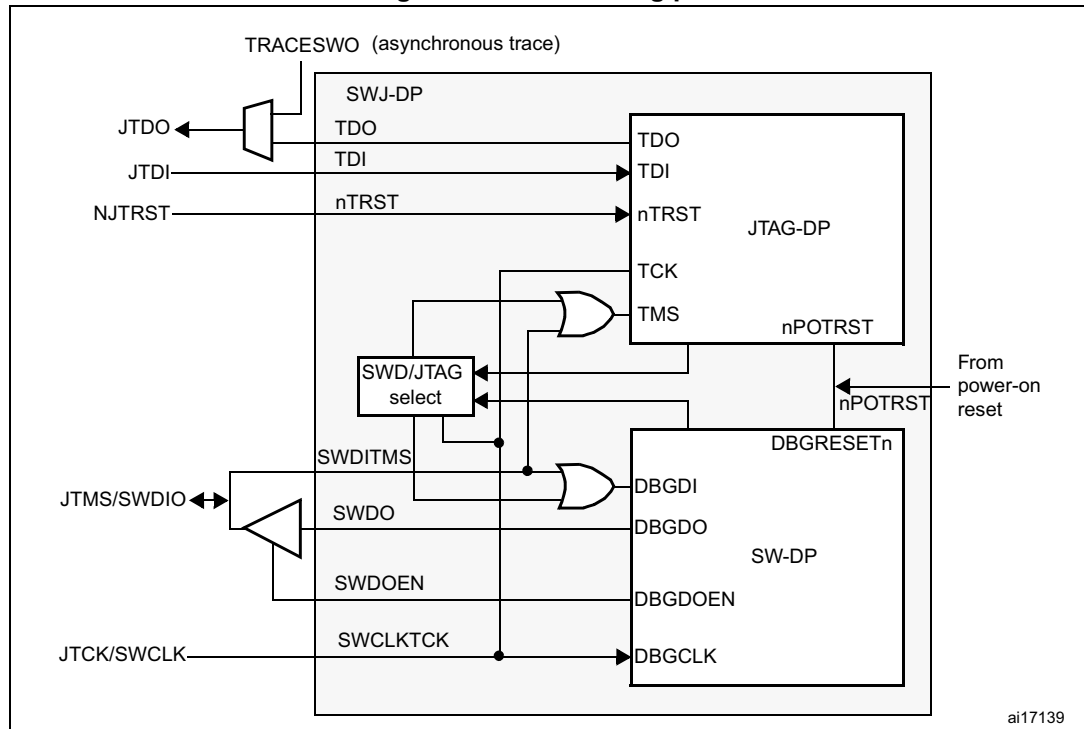 TRACESWO (asynchronous trace)
SWJ-DP
JTDO
TDO
TDO
JTDI
TDI
TDI
NJTRST
nTRST
nTRST
JTAG-DP
TCK
TMS
nPOTRST
SWD/JTAG
select
From
power-on
reset
nPOTRST
DBGRESETn
SWDITMS
DBGDI
JTMS/SWDIO
SWDO
DBGDO
SW-DP
SWDOEN
DBGDOEN
JTCK/SWCLK
SWCLKTCK
DBGCLK
ai17139